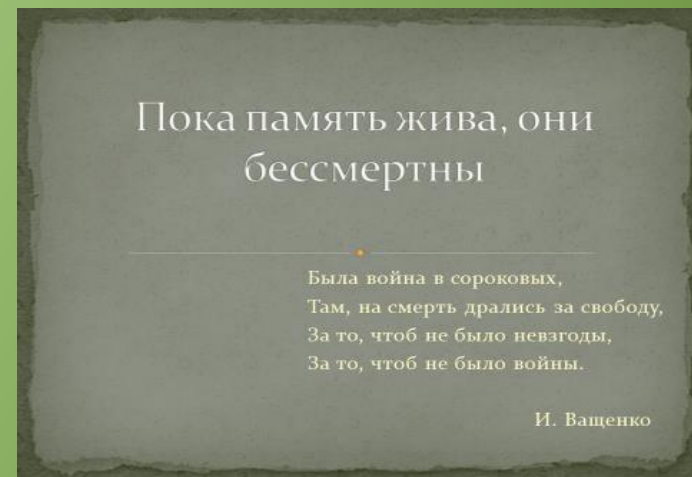 Пока память жива, они
бессмертны
Была война в сороковых,
Там, на смерть дрались за свободу,
За то, чтоб не было невзгоды,
За то, чтоб не было войны.
И. Ващенко